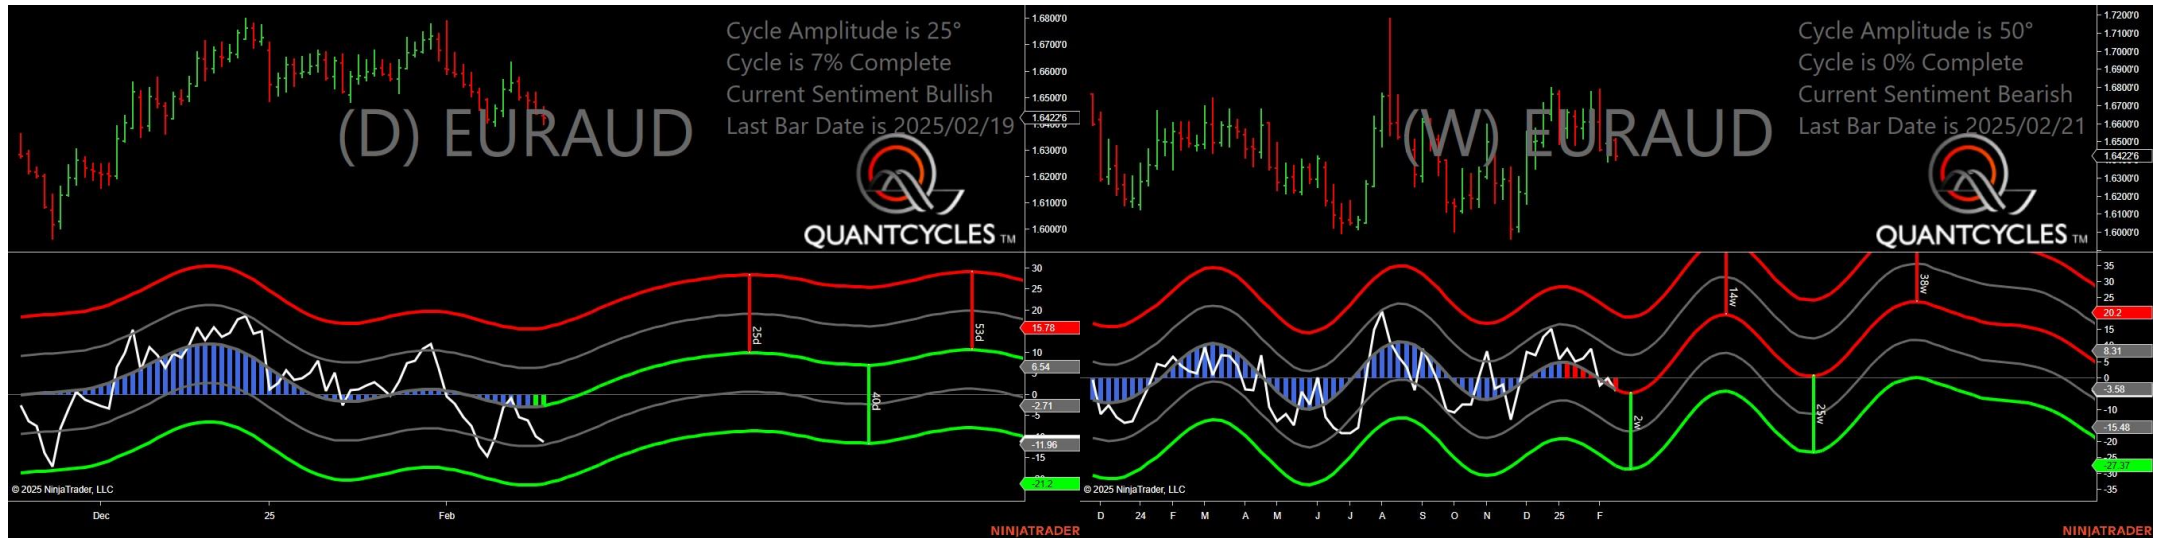 Cycle Amplitude is 25°
Cycle is 7% Complete
Current Sentiment Bullish
Last Bar Date is 2025/02/19
(D) EURAUD
QUANTCYCLES TM
1.6800'0
1.6700'0
1.6600'0
1.6500'0
1.6422'6
1.6300'0
1.6200'0
1.6100'0
1.6000'0
25d
53d
40d
30
25
20
15.78
10
6.54
0
-2.71
-5
-11.96
-15
-21.2
© 2025 NinjaTrader, LLC
Dec 25 Feb
NINJATRADER
Cycle Amplitude is 50°
Cycle is 0% Complete
Current Sentiment Bearish
Last Bar Date is 2025/02/21
(W) EURAUD
QUANTCYCLES TM
1.7200'0
1.7100'0
1.7000'0
1.6900'0
1.6800'0
1.6700'0
1.6600'0
1.6500'0
1.6422'6
1.6300'0
1.6200'0
1.6100'0
1.6000'0
14w
38w
2w
25w
35
30
25
20.2
15
8.31
5
0
-3.58
-10
-15.48
-20
-27.37
-35
© 2025 NinjaTrader, LLC
D 24 F M A M J J A S O N D 25 F
NINJATRADER